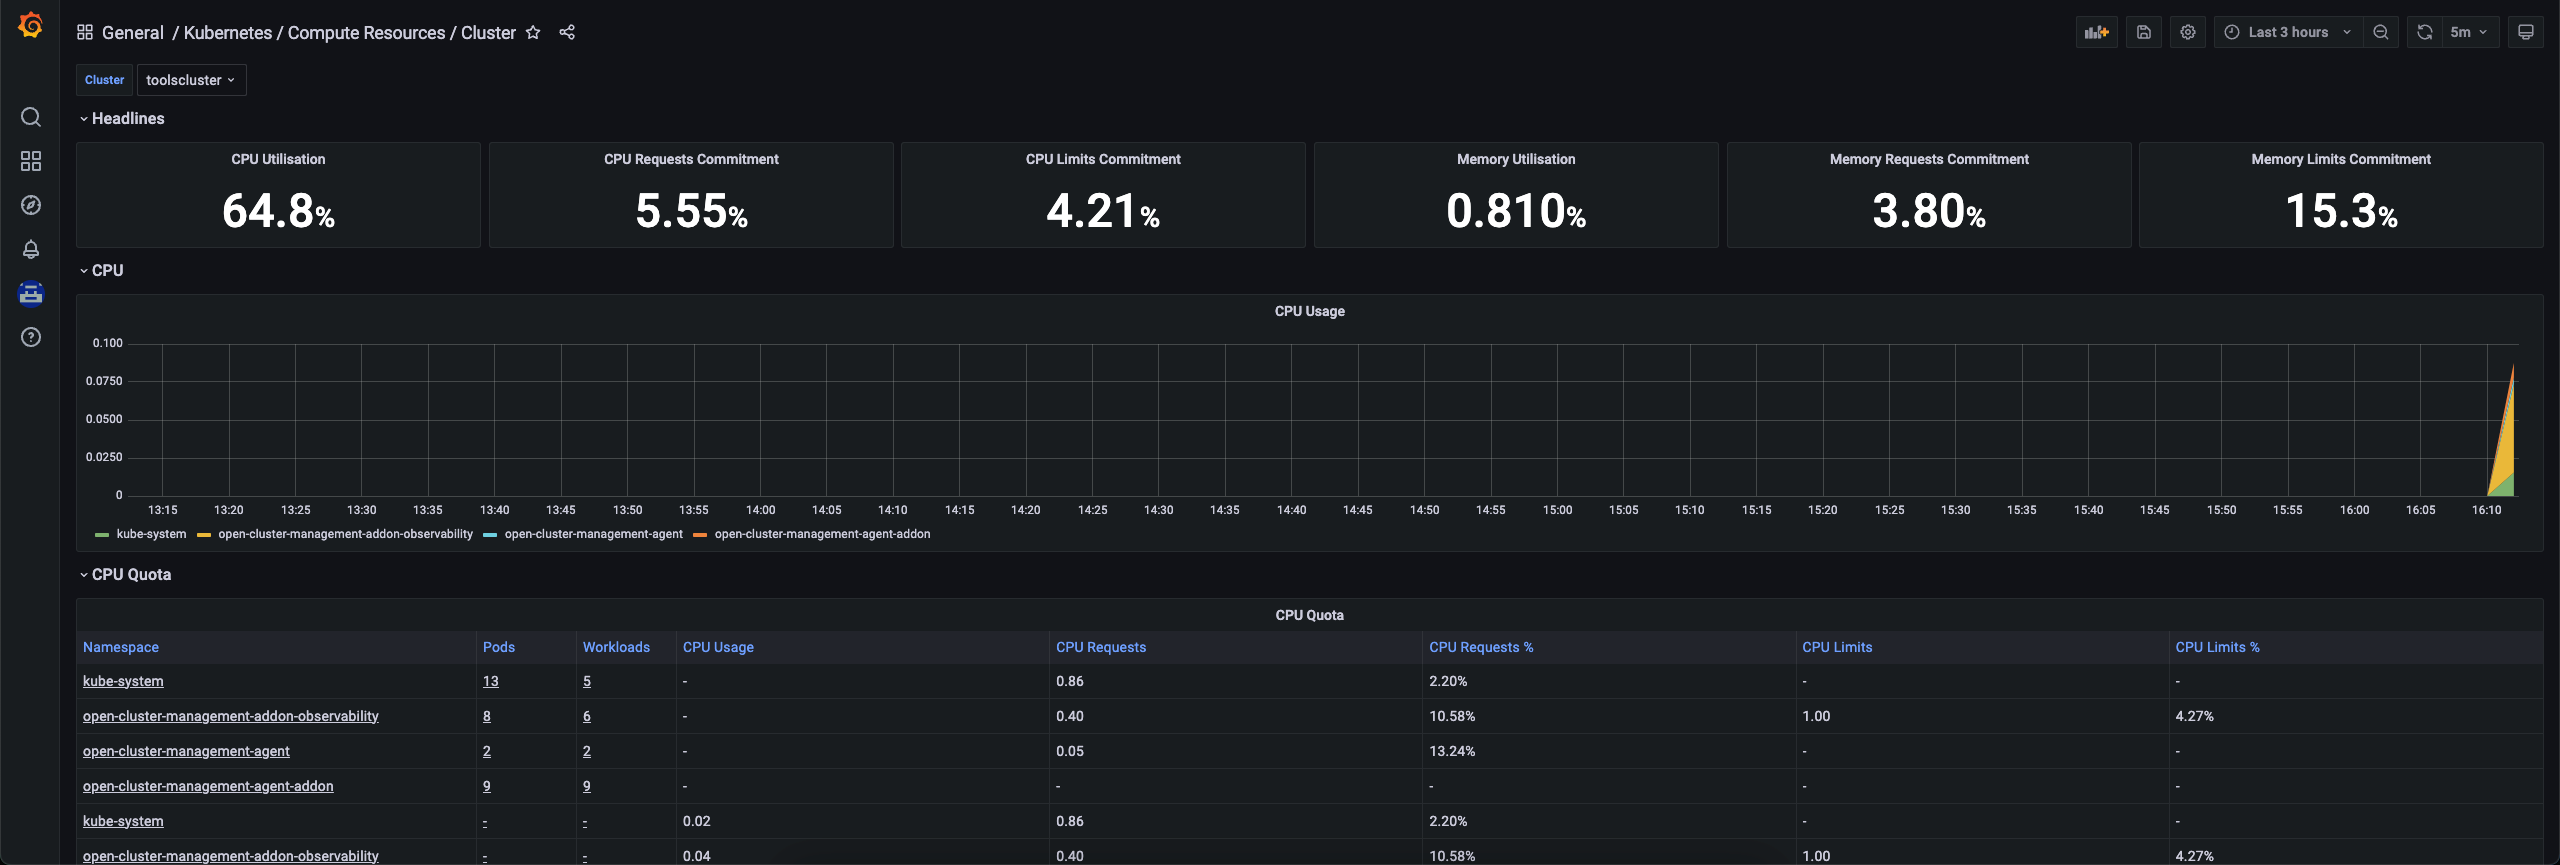 General / Kubernetes / Compute Resources / Cluster
Last 3 hours
5m
Cluster toolscluster
Headlines
CPU Utilisation
64.8%
CPU Requests Commitment
5.55%
CPU Limits Commitment
4.21%
Memory Utilisation
0.810%
Memory Requests Commitment
3.80%
Memory Limits Commitment
15.3%
CPU
CPU Usage
0.100
0.0750
0.0500
0.0250
0
13:15 13:20 13:25 13:30 13:35 13:40 13:45 13:50 13:55 14:00 14:05 14:10 14:15 14:20 14:25 14:30 14:35 14:40 14:45 14:50 14:55 15:00 15:05 15:10 15:15 15:20 15:25 15:30 15:35 15:40 15:45 15:50 15:55 16:00 16:05 16:10
kube-system open-cluster-management-addon-observability open-cluster-management-agent open-cluster-management-agent-addon
CPU Quota
CPU Quota
Namespace Pods Workloads CPU Usage CPU Requests CPU Requests % CPU Limits CPU Limits %
kube-system 13 5 - 0.86 2.20% - -
open-cluster-management-addon-observability 8 6 - 0.40 10.58% 1.00 4.27%
open-cluster-management-agent 2 2 - 0.05 13.24% - -
open-cluster-management-agent-addon 9 9 - - - - -
kube-system - - 0.02 0.86 2.20% - -
open-cluster-management-addon-observability - - 0.04 0.40 10.58% 1.00 4.27%